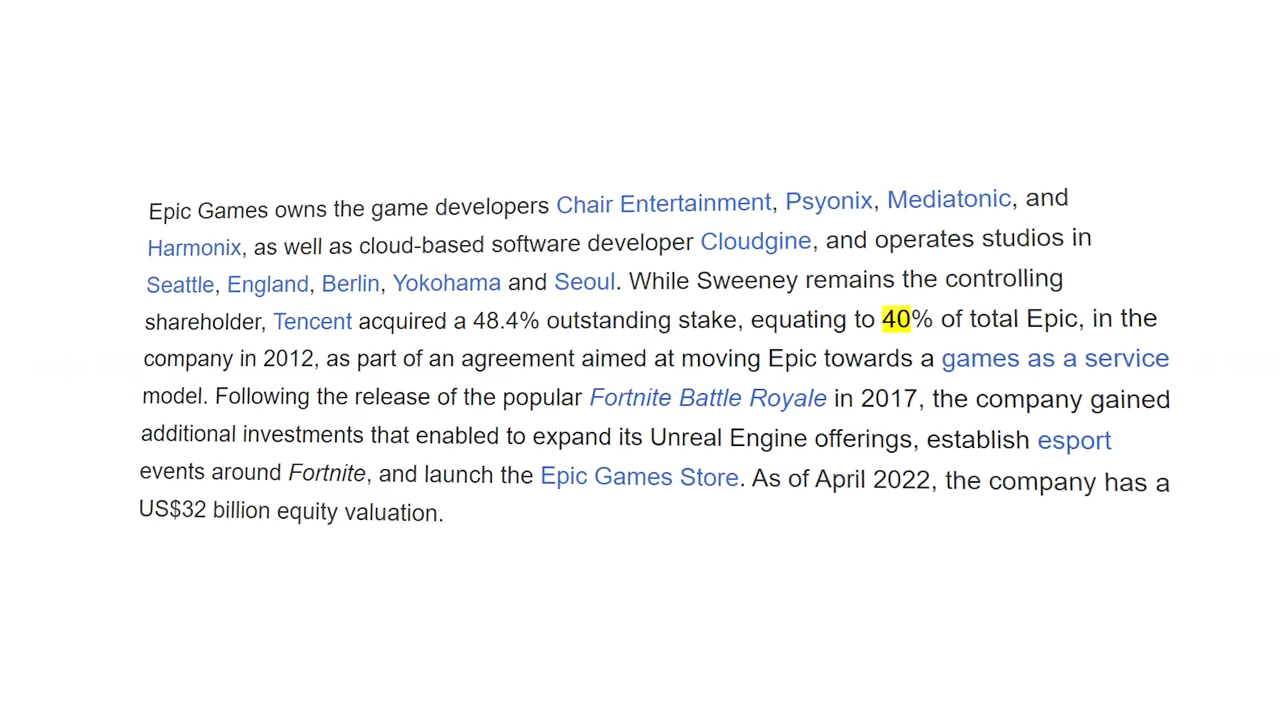 Epic Games owns the game developers Chair Entertainment, Psyonix, Mediatonic, and
Harmonix, as well as cloud-based software developer Cloudgine, and operates studios in
Seattle, England, Berlin, Yokohama and Seoul. While Sweeney remains the controlling
shareholder, Tencent acquired a 48.4% outstanding stake, equating to 40% of total Epic, in the
company in 2012, as part of an agreement aimed at moving Epic towards a games as a service
model. Following the release of the popular Fortnite Battle Royale in 2017, the company gained
additional investments that enabled to expand its Unreal Engine offerings, establish esport
events around Fortnite, and launch the Epic Games Store. As of April 2022, the company has a
US$32 billion equity valuation.